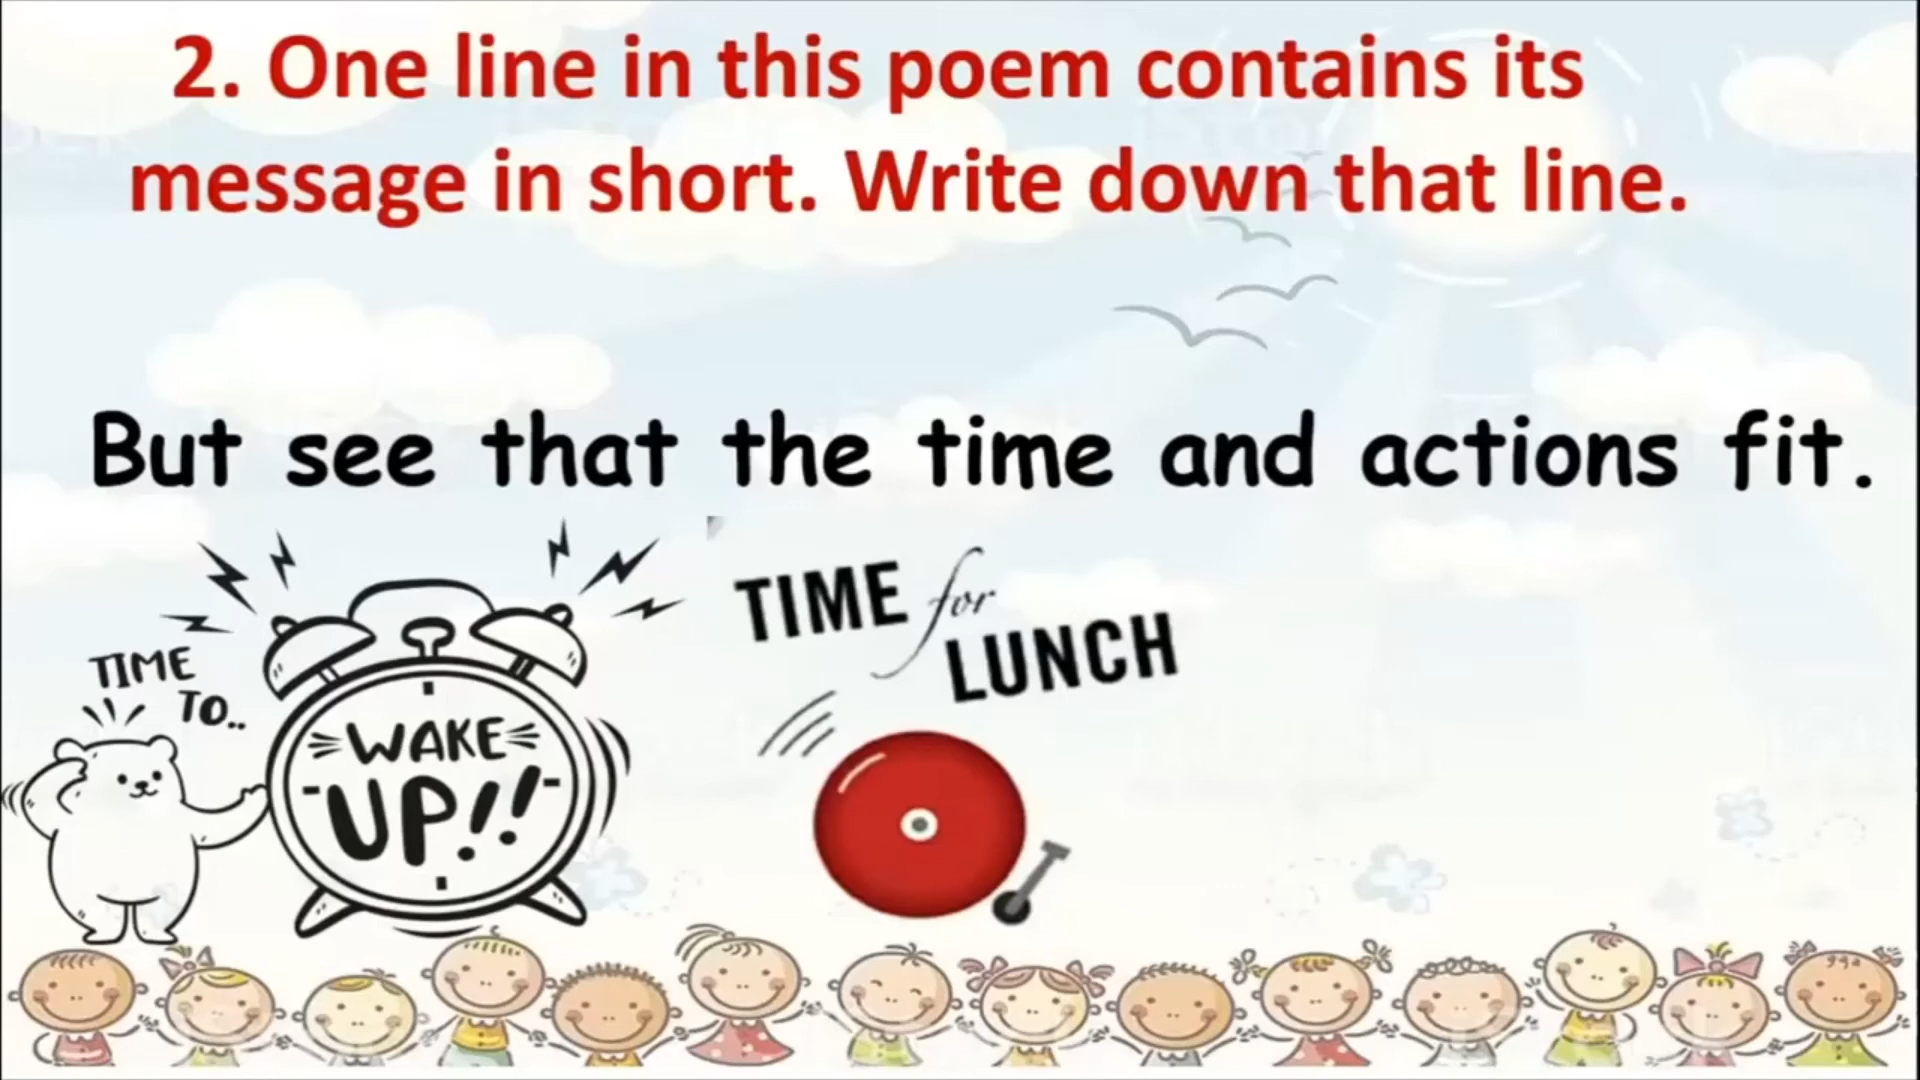 2. One line in this poem contains its
message in short. Write down that line.
But see that the time and actions fit.
TIME
TO..
WAKE
UP!!
TIME for
LUNCH